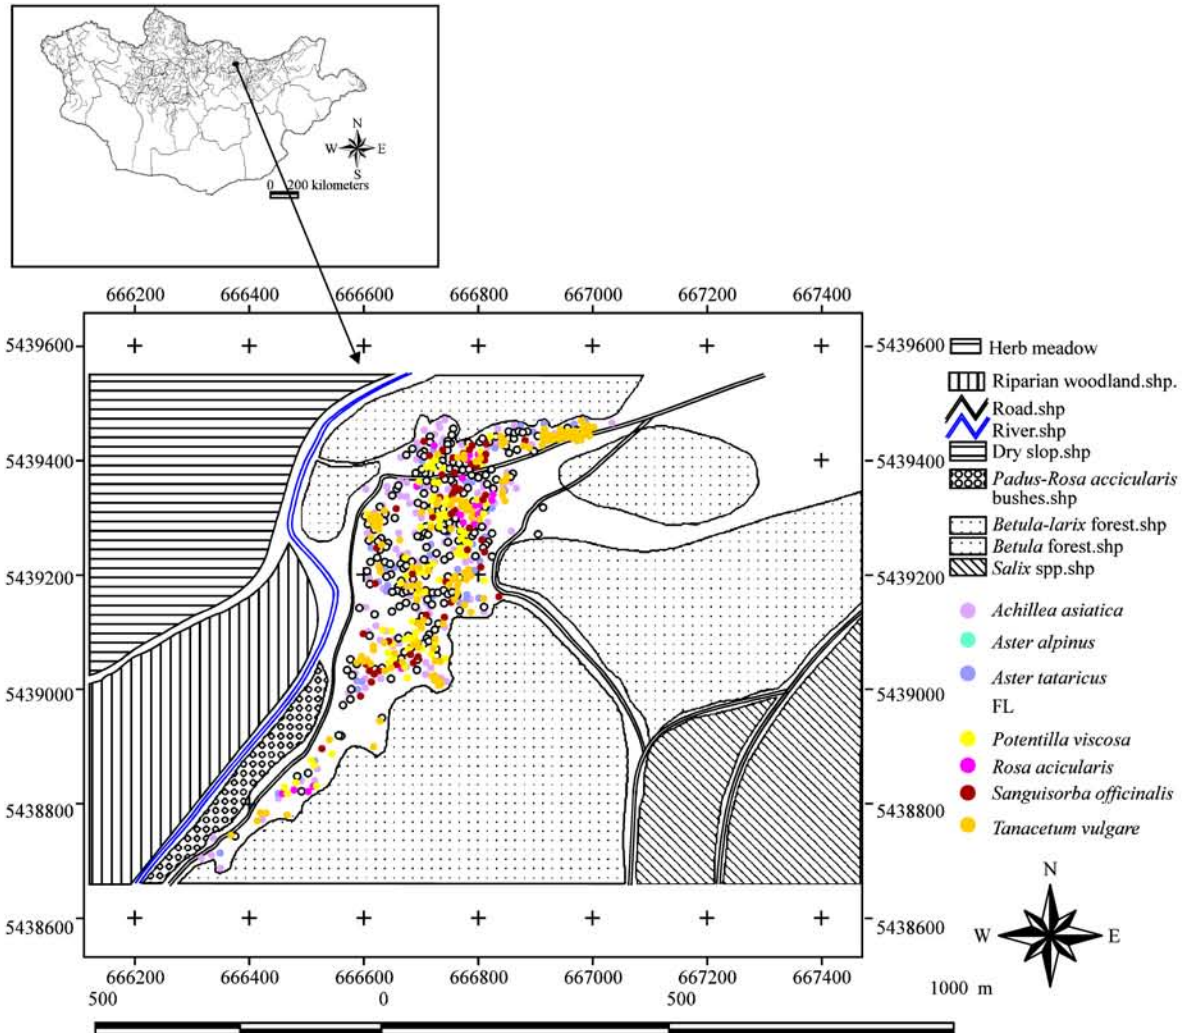 N
W E
S
0 200 kilometers
666200 666400 666600 666800 667000 667200 667400
5439600 5439600
5439400 5439400
5439200 5439200
5439000 5439000
5438800 5438800
5438600 5438600
666200 666400 666600 666800 667000 667200 667400
500 0 500 1000 m
Herb meadow
Riparian woodland.shp.
Road.shp
River.shp
Dry slop.shp
Padus-Rosa accicularis
bushes.shp
Betula-larix forest.shp
Betula forest.shp
Salix spp.shp
Achillea asiatica
Aster alpinus
Aster tataricus
FL
Potentilla viscosa
Rosa acicularis
Sanguisorba officinalis
Tanacetum vulgare
N
W E
S